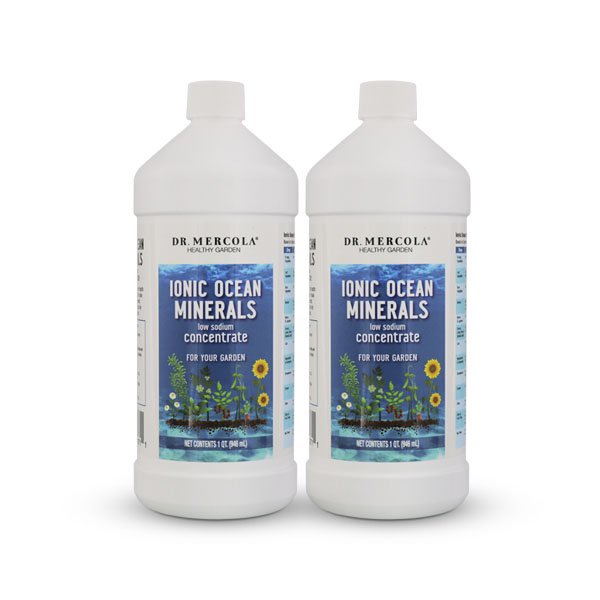 DR. MERCOLA®
HEALTHY GARDEN
IONIC OCEAN
MINERALS
low sodium
concentrate
FOR YOUR GARDEN
NET CONTENTS 1 QT. (946 mL)
DR. MERCOLA®
HEALTHY GARDEN
IONIC OCEAN
MINERALS
low sodium
concentrate
FOR YOUR GARDEN
NET CONTENTS 1 QT. (946 mL)